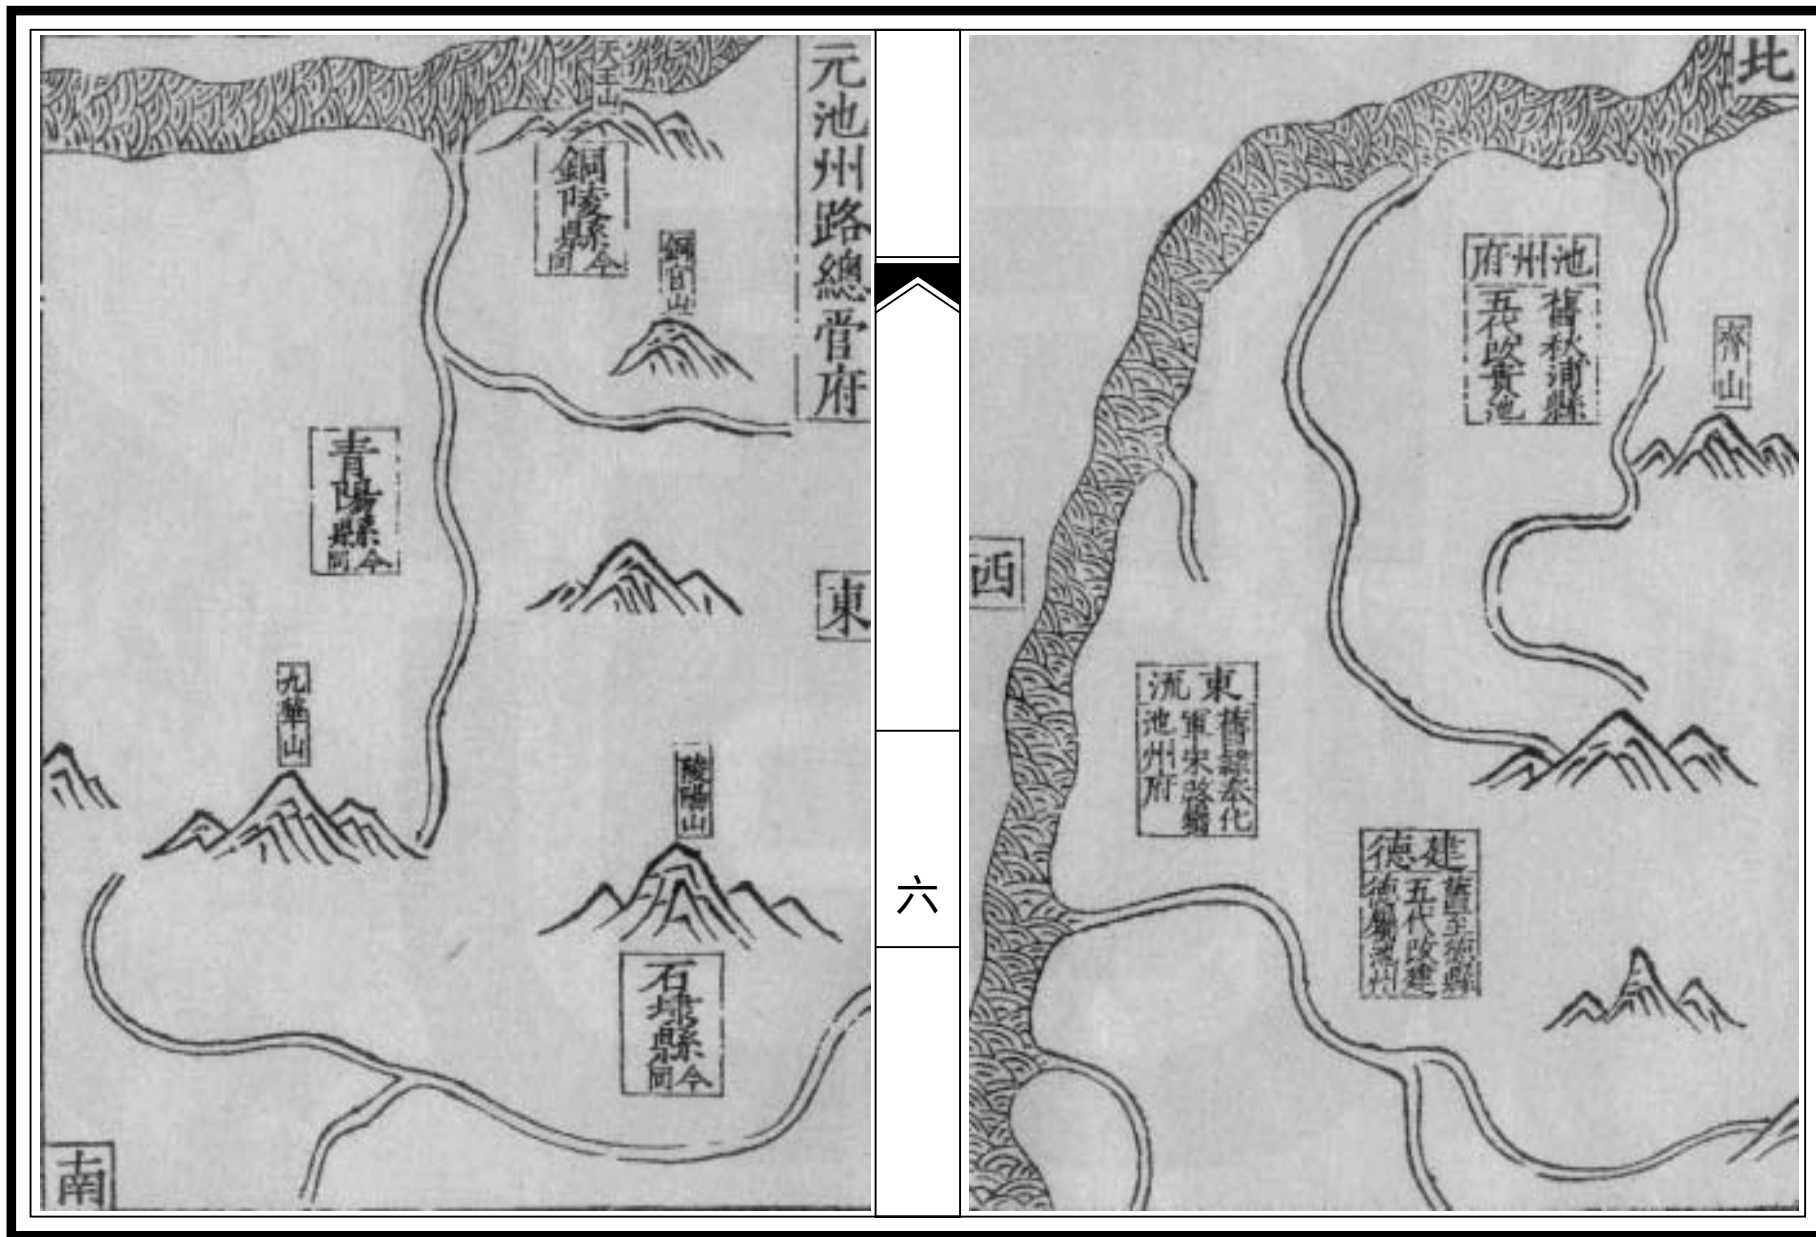 北
池州府
舊秋浦縣
五代改貴池
齊山
西
東流
舊隸奉化
軍宋改隸
池州府
建德
舊置至德縣
五代改建
德屬池州
六
元池州路總管府
天王山
銅陵縣今同
銅官山
青陽縣今同
東
九華山
陵陽山
石埭縣今同
南